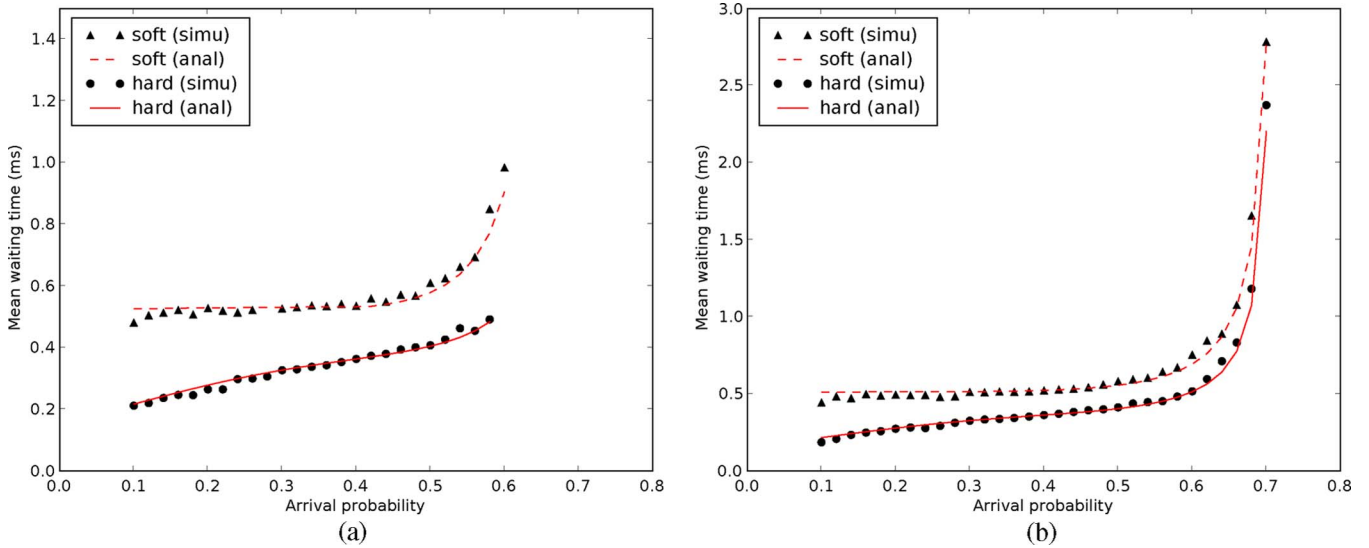 1.4
1.2
1.0
0.8
0.6
0.4
0.2
0.0
Mean waiting time (ms)
soft (simu)
soft (anal)
hard (simu)
hard (anal)
0.0 0.1 0.2 0.3 0.4 0.5 0.6 0.7 0.8
Arrival probability
(a)
3.0
2.5
2.0
1.5
1.0
0.5
0.0
Mean waiting time (ms)
soft (simu)
soft (anal)
hard (simu)
hard (anal)
0.0 0.1 0.2 0.3 0.4 0.5 0.6 0.7 0.8
Arrival probability
(b)